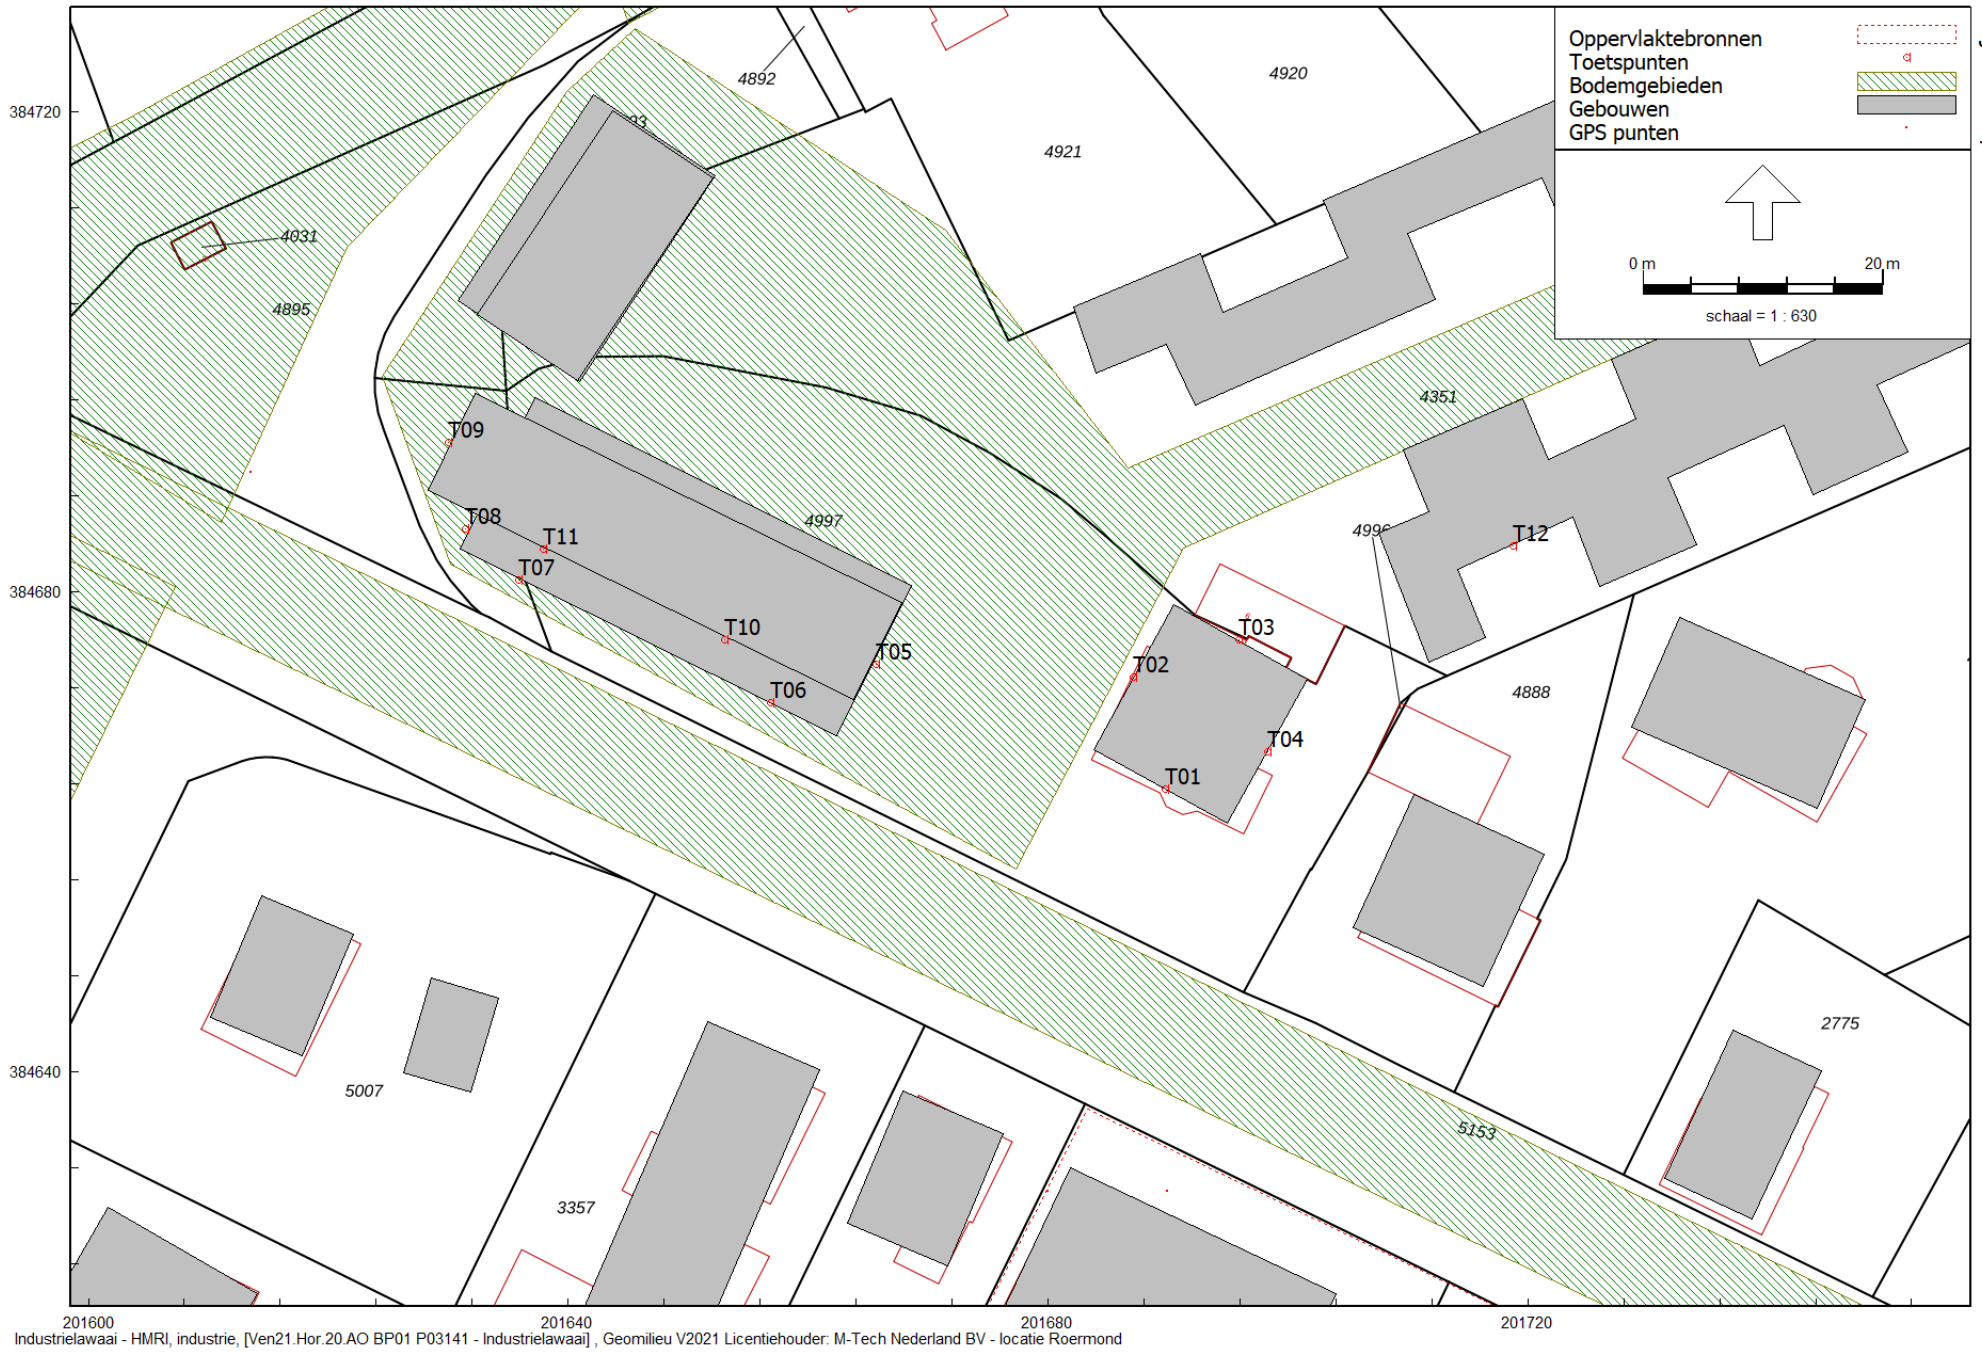 Oppervlaktebronnen
Toetspunten
Bodemgebieden
Gebouwen
GPS punten
0 m 20 m
schaal = 1 : 630
4892
4920
384720
4921
4031
4895
4351
T09
4997
T08
T11
T12
T07
384680
T10
T03
T05
T02
T06
4888
T04
T01
2775
384640
5007
5153
3357
201600 201640 201680 201720
Industrielawaai - HMRI, industrie, [Ven21.Hor.20.AO BP01 P03141 - Industrielawaai] , Geomilieu V2021 Licentiehouder: M-Tech Nederland BV - locatie Roermond